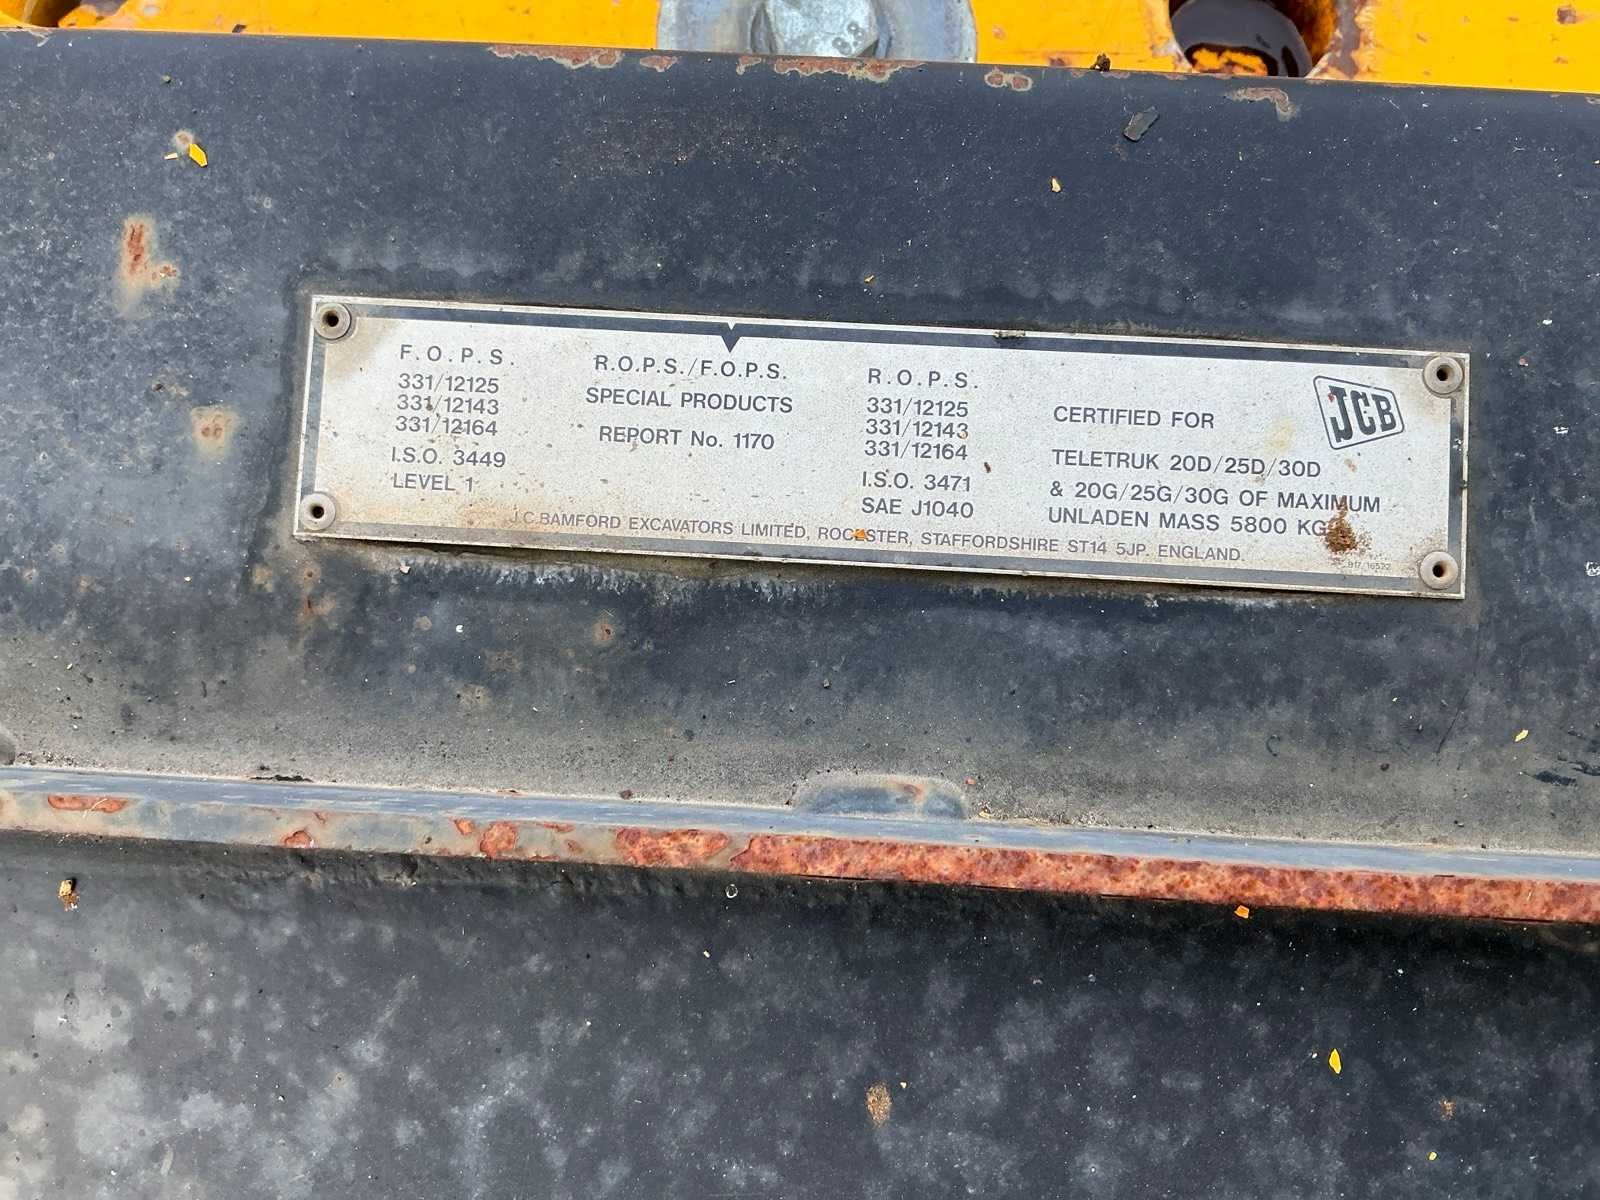 8.8
F.O.P.S.
331/12125
331/12143
331/12164
I.S.O. 3449
LEVEL 1
R.O.P.S./F.O.P.S.
SPECIAL PRODUCTS
REPORT No. 1170
R.O.P.S.
331/12125
331/12143
331/12164
I.S.O. 3471
SAE J1040
CERTIFIED FOR
TELETRUK 20D/25D/30D
& 20G/25G/30G OF MAXIMUM
UNLADEN MASS 5800 KG
JCB
J.C.BAMFORD EXCAVATORS LIMITED, ROCESTER, STAFFORDSHIRE ST14 5JP. ENGLAND.